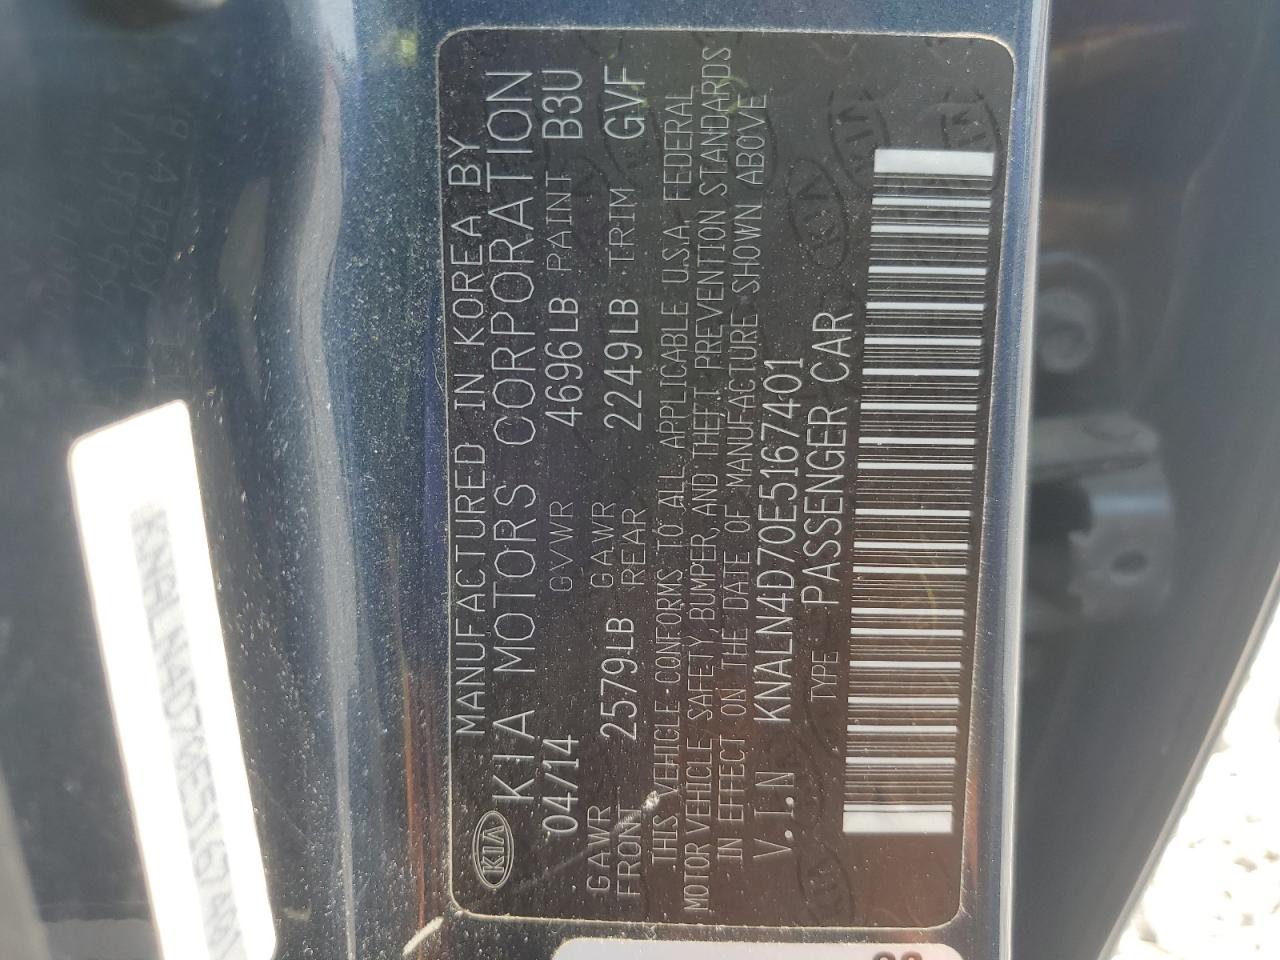 MANUFACTURED IN KOREA BY
KIA KIA MOTORS CORPORATION
04/14 GVWR 4696LB PAINT B3U
GAWR FRONT 2579LB GAWR REAR 2249LB TRIM GVF
THIS VEHICLE CONFORMS TO ALL APPLICABLE U.S.A. FEDERAL
MOTOR VEHICLE SAFETY, BUMPER, AND THEFT PREVENTION STANDARDS
IN EFFECT ON THE DATE OF MANUFACTURE SHOWN ABOVE
V.I.N KNALN4D70E5167401
TYPE PASSENGER CAR
KNALN4D70E5167401